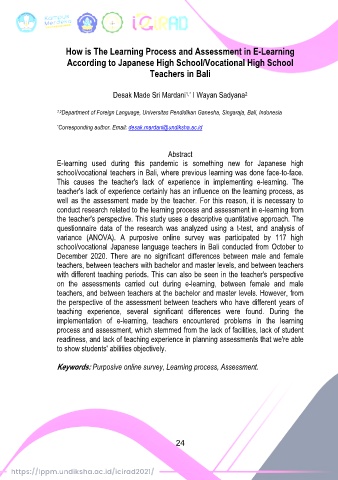 Kampus
Merdeka
iCIRAD
How is The Learning Process and Assessment in E-Learning
According to Japanese High School/Vocational High School
Teachers in Bali
Desak Made Sri Mardani1,* I Wayan Sadyana2
1,2Department of Foreign Language, Universitas Pendidikan Ganesha, Singaraja, Bali, Indonesia
*Corresponding author. Email: desak.mardani@undiksha.ac.id
Abstract
E-learning used during this pandemic is something new for Japanese high
school/vocational teachers in Bali, where previous learning was done face-to-face.
This causes the teacher's lack of experience in implementing e-learning. The
teacher's lack of experience certainly has an influence on the learning process, as
well as the assessment made by the teacher. For this reason, it is necessary to
conduct research related to the learning process and assessment in e-learning from
the teacher's perspective. This study uses a descriptive quantitative approach. The
questionnaire data of the research was analyzed using a t-test, and analysis of
variance (ANOVA). A purposive online survey was participated by 117 high
school/vocational Japanese language teachers in Bali conducted from October to
December 2020. There are no significant differences between male and female
teachers, between teachers with bachelor and master levels, and between teachers
with different teaching periods. This can also be seen in the teacher's perspective
on the assessments carried out during e-learning, between female and male
teachers, and between teachers at the bachelor and master levels. However, from
the perspective of the assessment between teachers who have different years of
teaching experience, several significant differences were found. During the
implementation of e-learning, teachers encountered problems in the learning
process and assessment, which stemmed from the lack of facilities, lack of student
readiness, and lack of teaching experience in planning assessments that we're able
to show students' abilities objectively.
Keywords: Purposive online survey, Learning process, Assessment.
24
https://lppm.undiksha.ac.id/icirad2021/